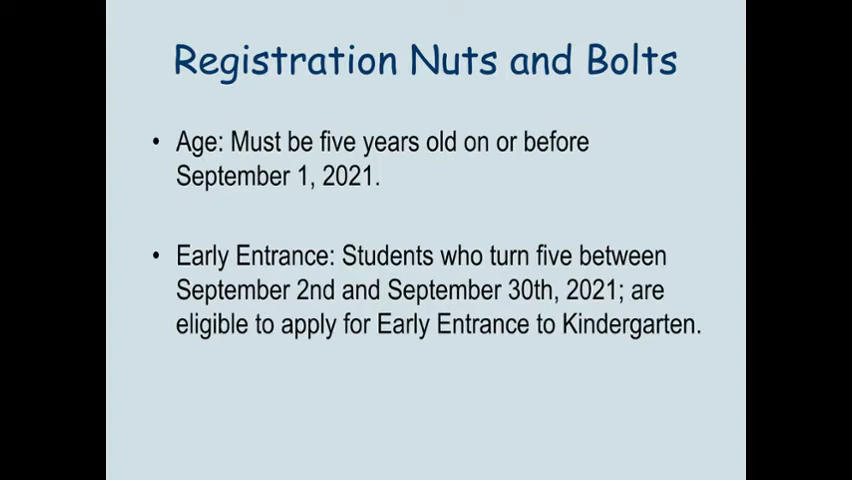 Registration Nuts and Bolts
• Age: Must be five years old on or before
September 1, 2021.
• Early Entrance: Students who turn five between
September 2nd and September 30th, 2021; are
eligible to apply for Early Entrance to Kindergarten.